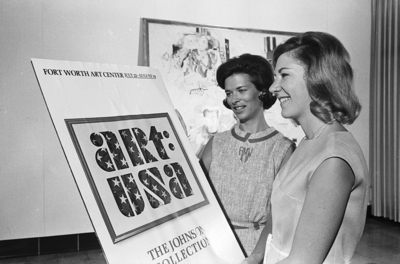 FORT WORTH ART CENTER
art:
usa
THE JOHNSON
COLLECTION